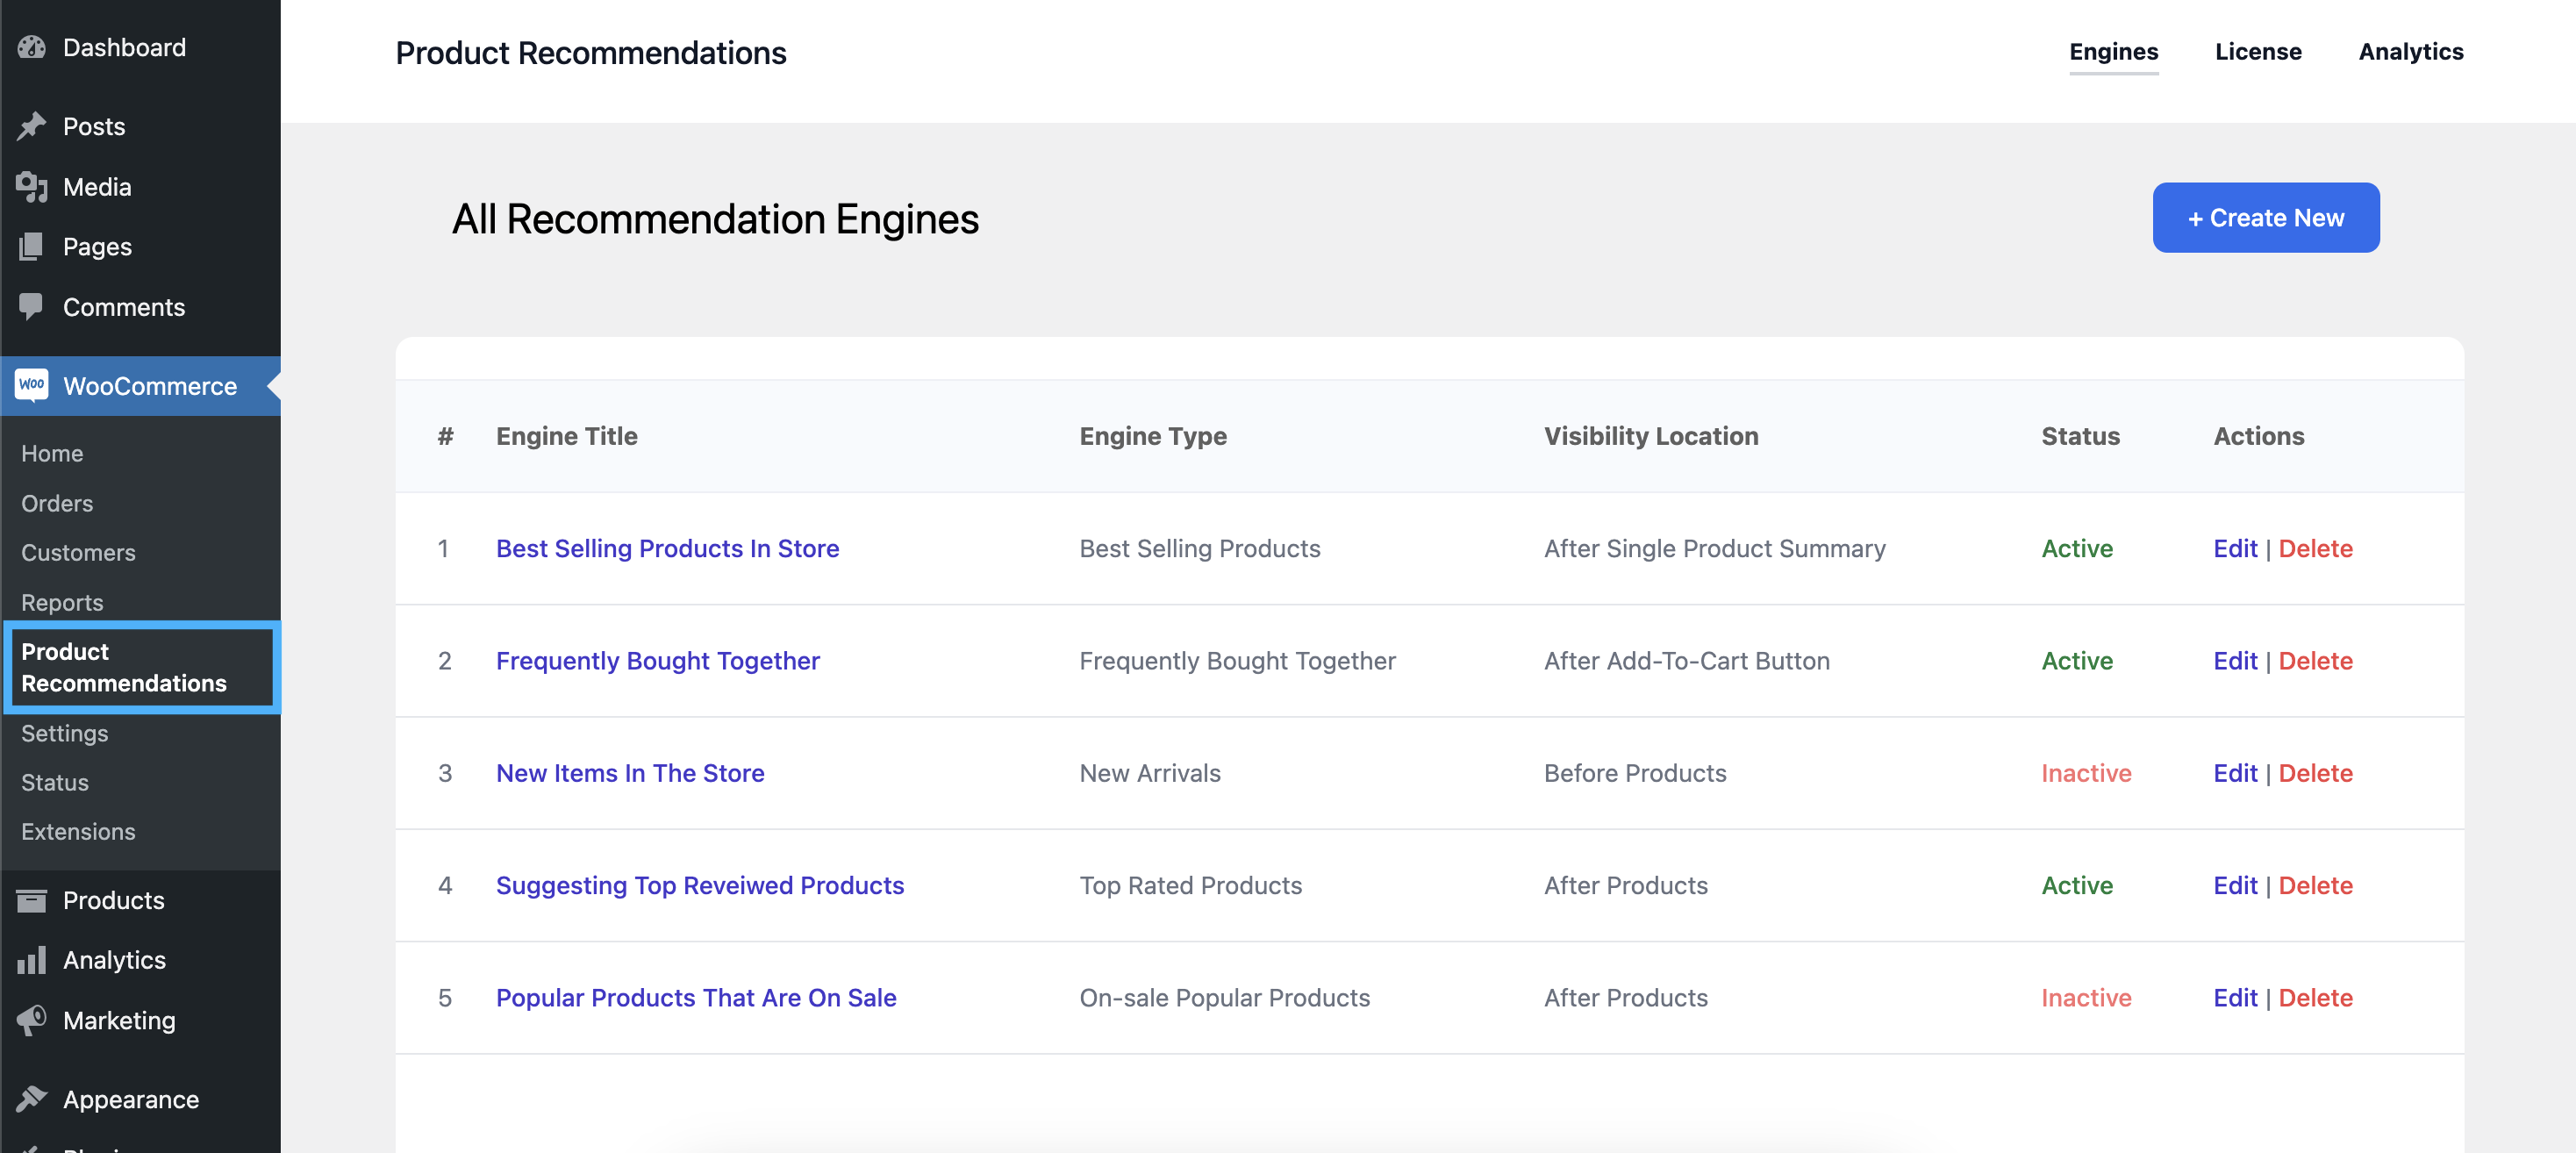 Dashboard
Posts
Media
Pages
Comments
Woo WooCommerce
Home
Orders
Customers
Reports
Product
Recommendations
Settings
Status
Extensions
Products
Analytics
Marketing
Appearance
Product Recommendations
Engines License Analytics
All Recommendation Engines
+ Create New
# Engine Title Engine Type Visibility Location Status Actions
1 Best Selling Products In Store Best Selling Products After Single Product Summary Active Edit | Delete
2 Frequently Bought Together Frequently Bought Together After Add-To-Cart Button Active Edit | Delete
3 New Items In The Store New Arrivals Before Products Inactive Edit | Delete
4 Suggesting Top Reveiwed Products Top Rated Products After Products Active Edit | Delete
5 Popular Products That Are On Sale On-sale Popular Products After Products Inactive Edit | Delete